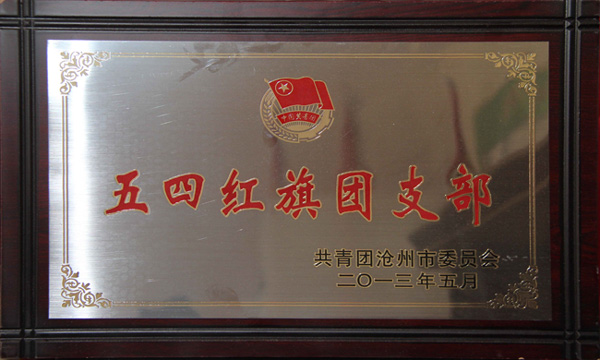 中国共青团
五四红旗团支部
共青团沧州市委员会
二〇一三年五月